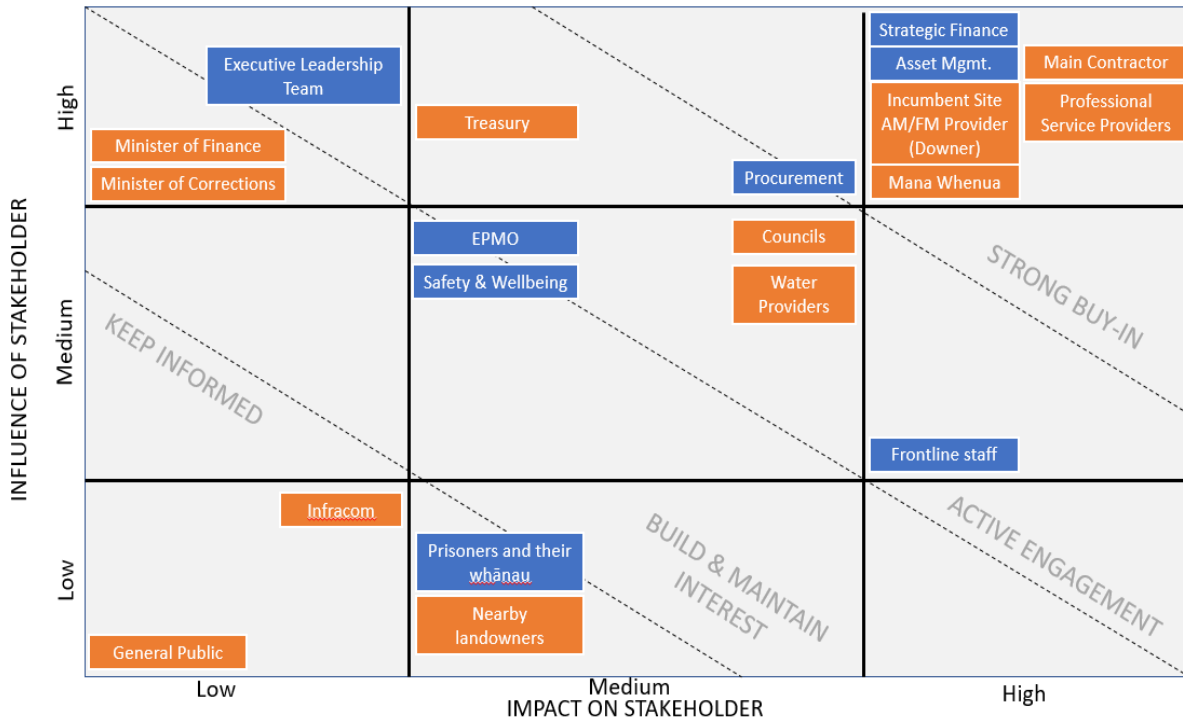 INFLUENCE OF STAKEHOLDER
High
Medium
Low
Executive Leadership
Team
Minister of Finance
Minister of Corrections
Treasury
Procurement
Strategic Finance
Asset Mgmt.
Incumbent Site
AM/FM Provider
(Downer)
Mana Whenua
Main Contractor
Professional
Service Providers
EPMO
Safety & Wellbeing
Councils
Water
Providers
STRONG BUY-IN
KEEP INFORMED
Frontline staff
Infracom
Prisoners and their
whānau
Nearby
landowners
BUILD & MAINTAIN
INTEREST
ACTIVE ENGAGEMENT
General Public
Low
Medium
High
IMPACT ON STAKEHOLDER